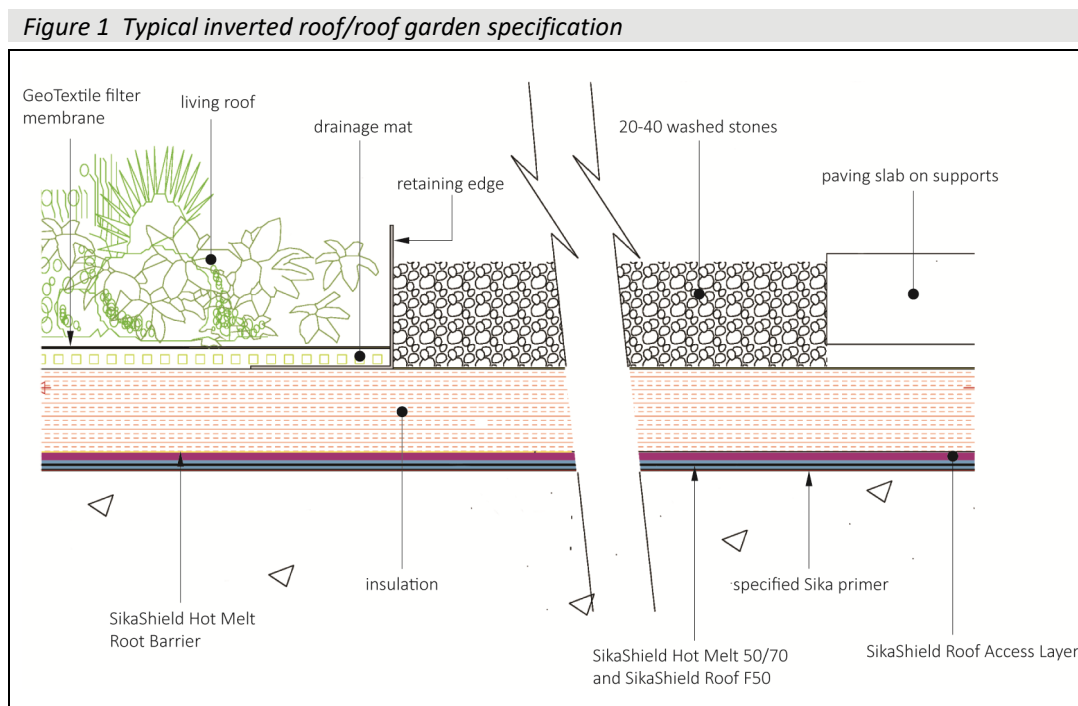 Figure 1 Typical inverted roof/roof garden specification
GeoTextile filter
membrane
living roof
drainage mat
retaining edge
20-40 washed stones
paving slab on supports
insulation
specified Sika primer
SikaShield Hot Melt
Root Barrier
SikaShield Hot Melt 50/70
and SikaShield Roof F50
SikaShield Roof Access Layer